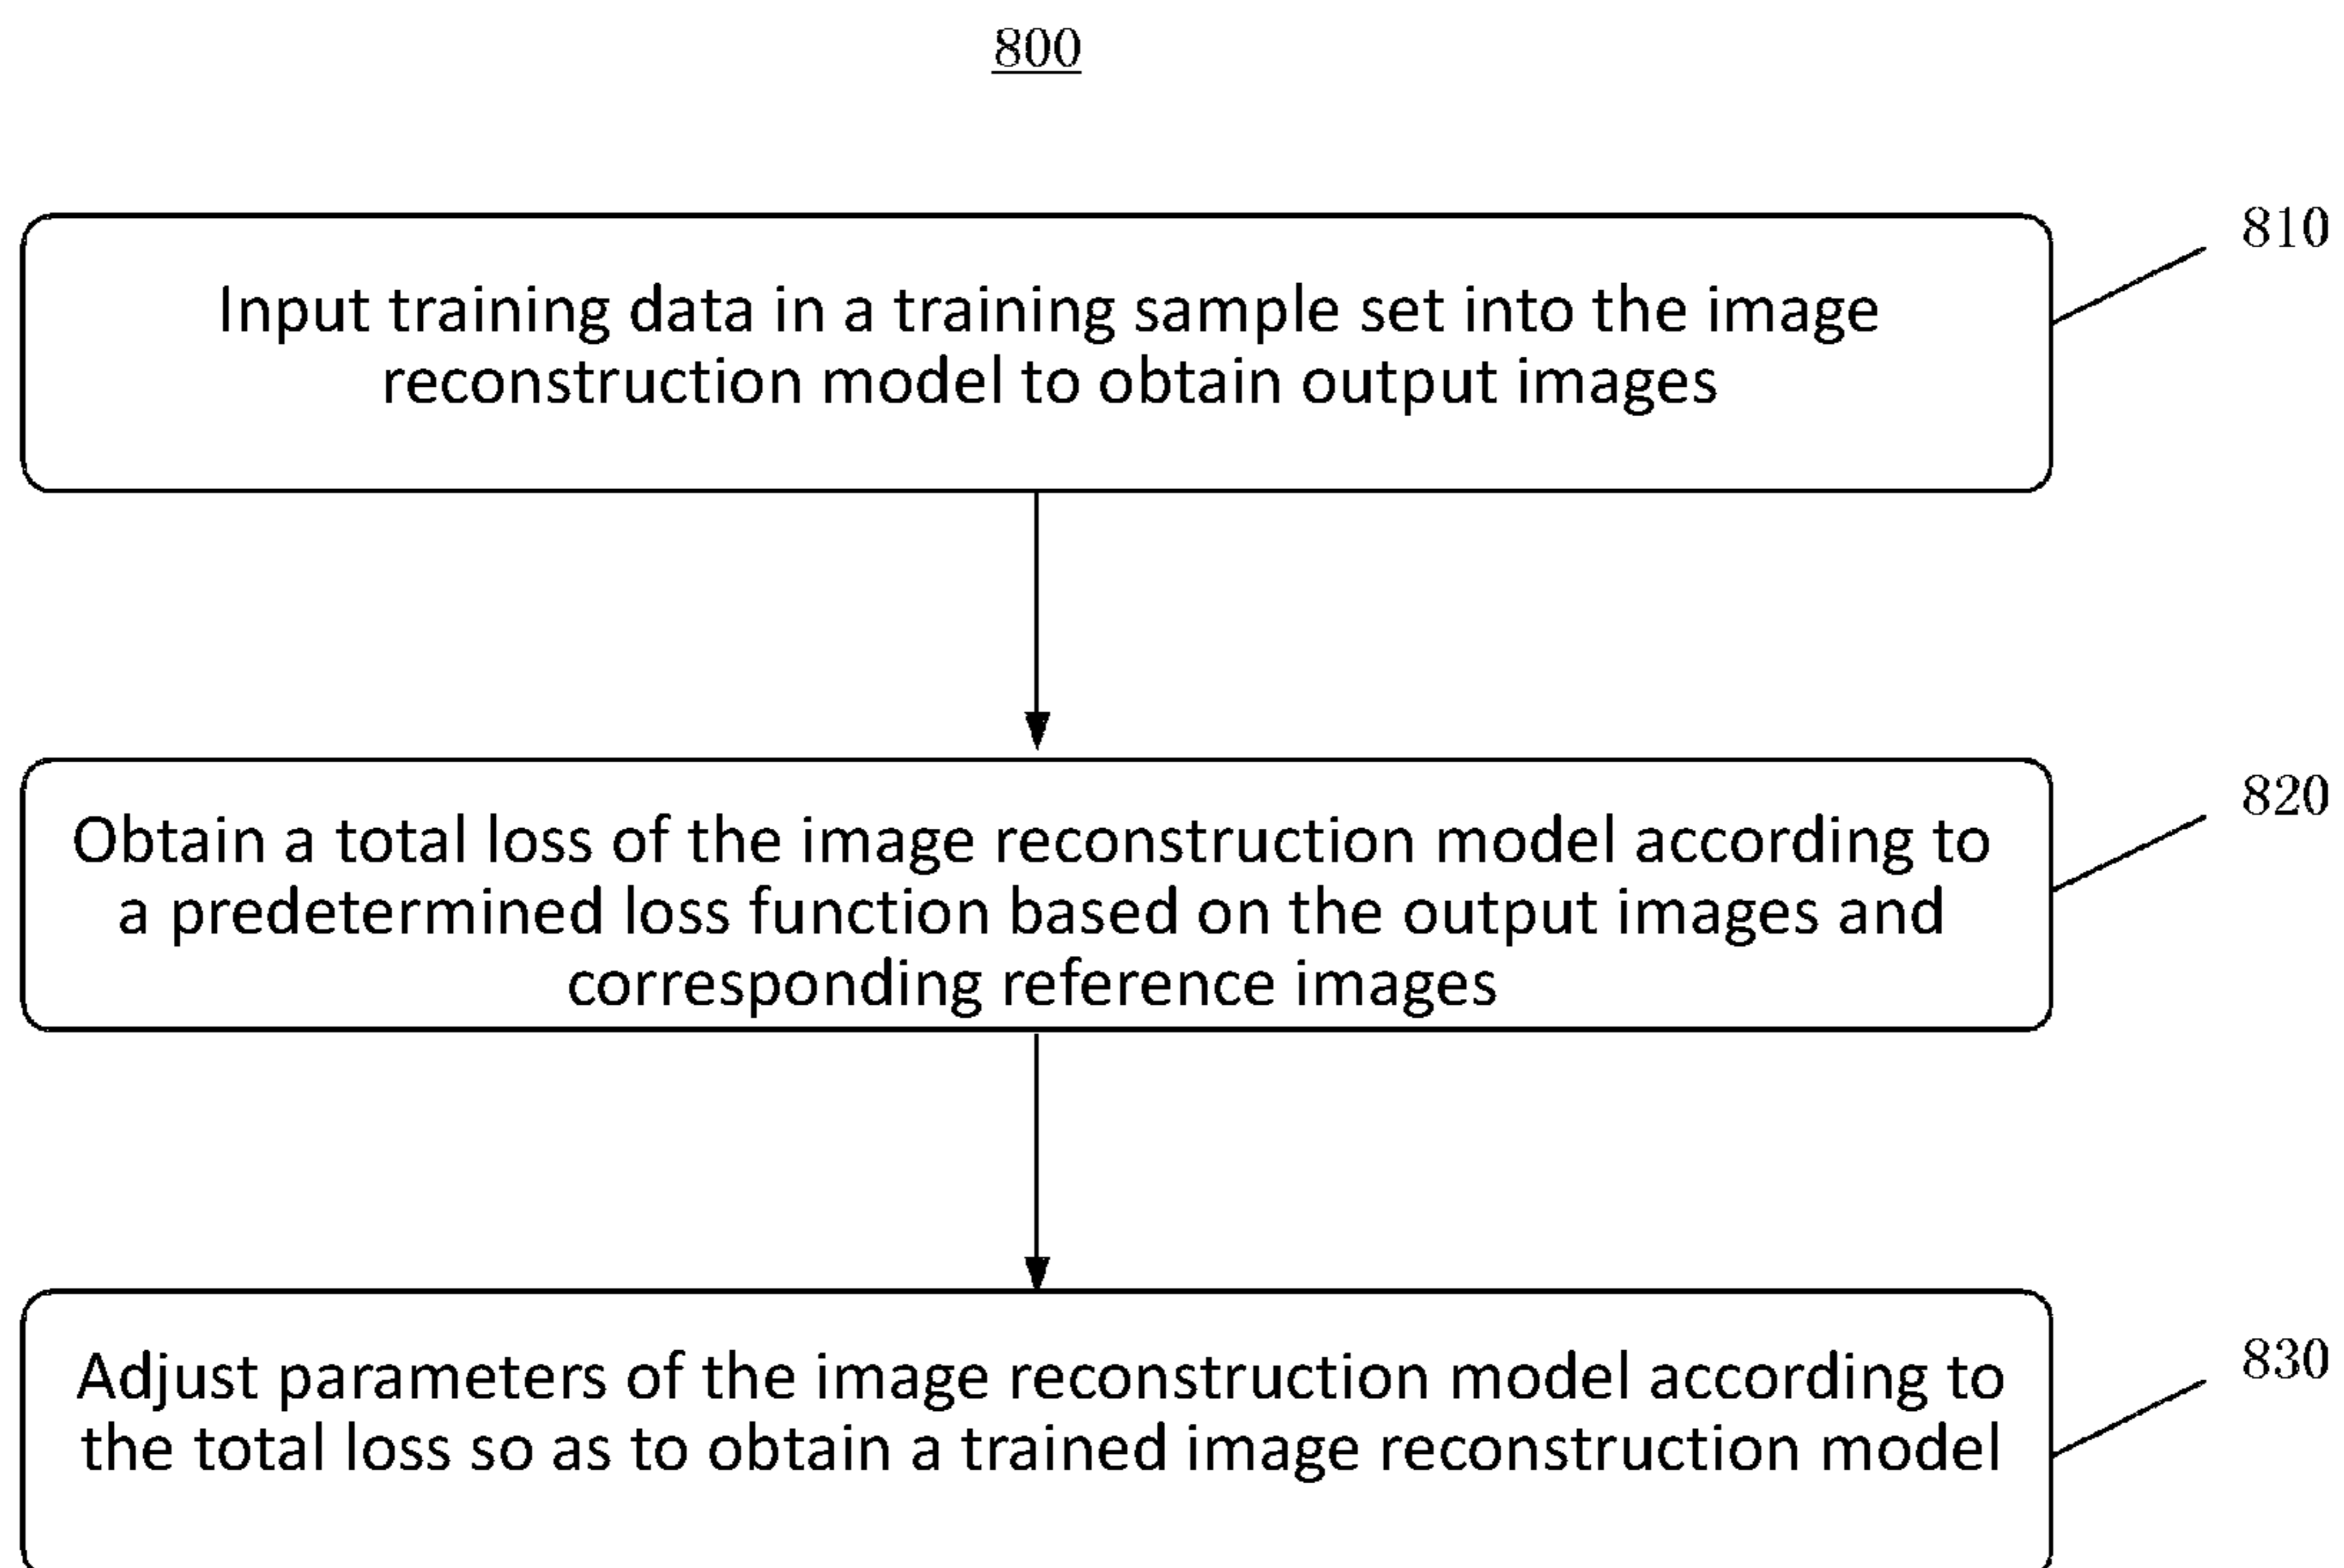 800
810
Input training data in a training sample set into the image
reconstruction model to obtain output images
820
Obtain a total loss of the image reconstruction model according to
a predetermined loss function based on the output images and
corresponding reference images
830
Adjust parameters of the image reconstruction model according to
the total loss so as to obtain a trained image reconstruction model